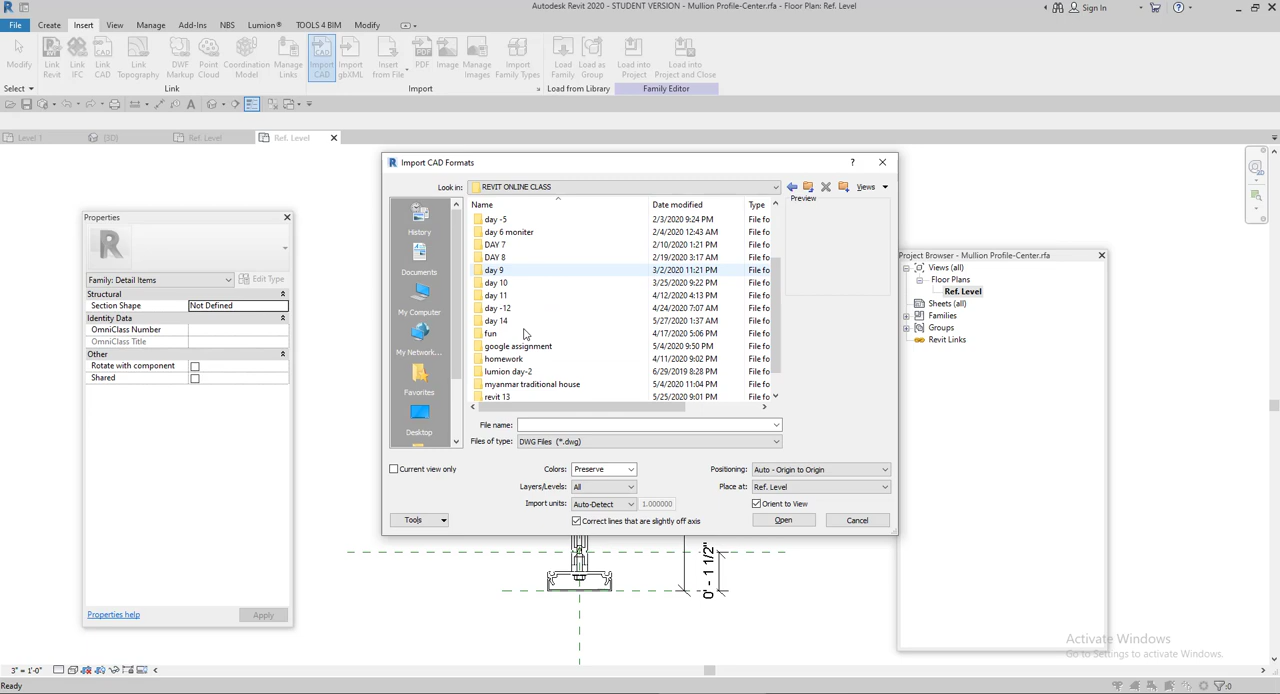 Autodesk Revit 2020 - STUDENT VERSION - Mullion Profile-Center.rfa - Floor Plan: Ref. Level
Sign In
File Create Insert View Manage Add-Ins NBS Lumion® TOOLS 4 BIM Modify
Modify
Link Revit
Link IFC
Link CAD
Link Topography
DWF Markup
Point Cloud
Coordination Model
Manage Links
Import CAD
Import gbXML
Insert from File
PDF
Image
Manage Images
Import Family Types
Load Family
Load as Group
Load into Project
Load into Project and Close
Select Link Import Load from Library Family Editor
Level 1 {3D} Ref. Level Ref. Level
Import CAD Formats
Look in: REVIT ONLINE CLASS Views
Name Date modified Type
day -5 2/3/2020 9:24 PM File fo
day 6 moniter 2/4/2020 12:43 AM File fo
DAY 7 2/10/2020 1:21 PM File fo
DAY 8 2/19/2020 3:17 AM File fo
day 9 3/2/2020 11:21 PM File fo
day 10 3/25/2020 9:22 PM File fo
day 11 4/12/2020 4:13 PM File fo
day -12 4/24/2020 7:07 AM File fo
day 14 5/27/2020 1:37 AM File fo
fun 4/17/2020 5:06 PM File fo
google assignment 5/4/2020 9:50 PM File fo
homework 4/11/2020 9:02 PM File fo
lumion day-2 6/29/2019 8:28 PM File fo
myanmar traditional house 5/4/2020 11:04 PM File fo
revit 13 5/25/2020 9:01 PM File fo
Preview
History
Documents
My Computer
My Network...
Favorites
Desktop
File name:
Files of type: DWG Files (*.dwg)
Current view only
Colors: Preserve
Layers/Levels: All
Import units: Auto-Detect 1.000000
Correct lines that are slightly off axis
Positioning: Auto - Origin to Origin
Place at: Ref. Level
Orient to View
Tools Open Cancel
Properties
Family: Detail Items Edit Type
Structural
Section Shape Not Defined
Identity Data
OmniClass Number
OmniClass Title
Other
Rotate with component
Shared
Properties help Apply
Project Browser - Mullion Profile-Center.rfa
Views (all)
Floor Plans
Ref. Level
Sheets (all)
Families
Groups
Revit Links
0' - 1 1/2"
Activate Windows
Go to Settings to activate Windows.
3" = 1'-0"
Ready
:0